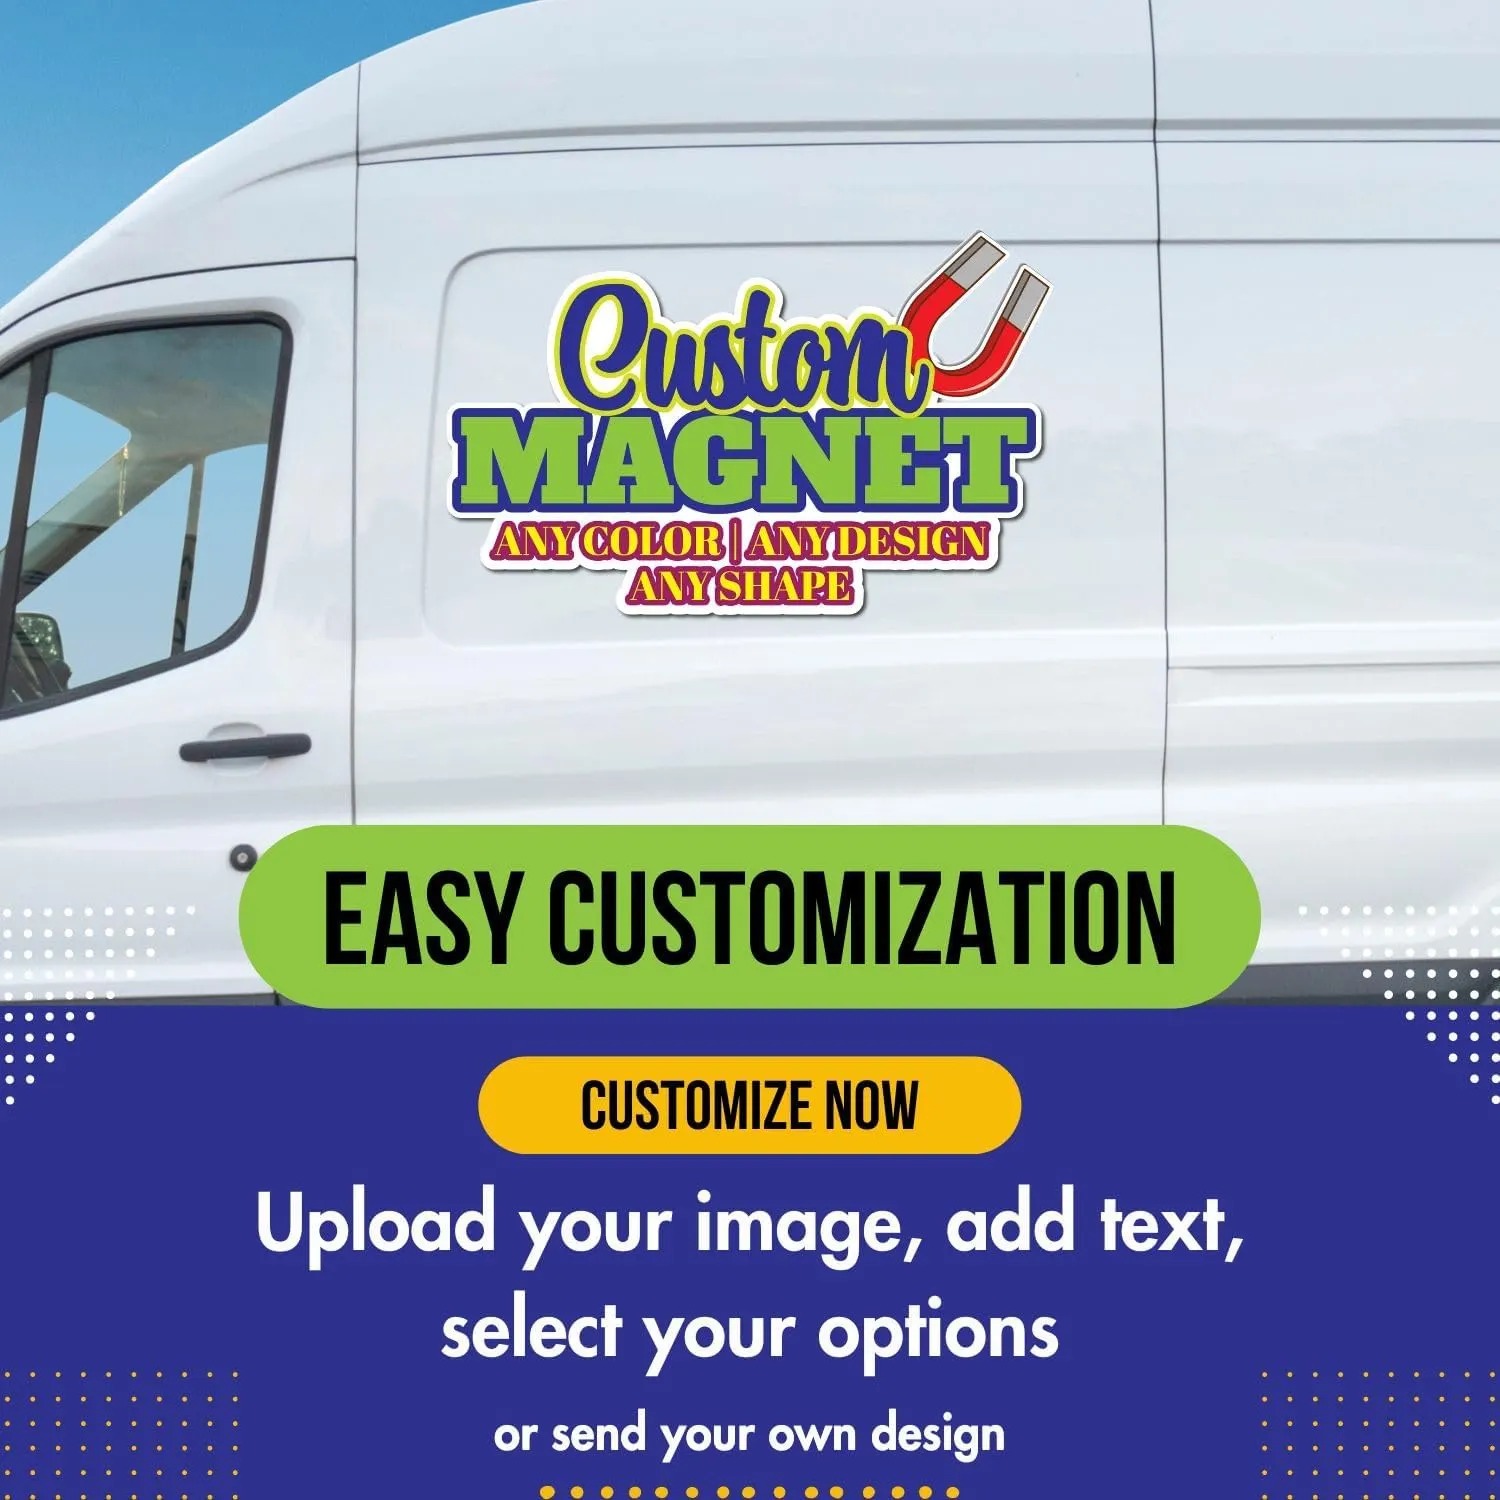 Custom
MAGNET
ANY COLOR | ANY DESIGN
ANY SHAPE
EASY CUSTOMIZATION
CUSTOMIZE NOW
Upload your image, add text,
select your options
or send your own design